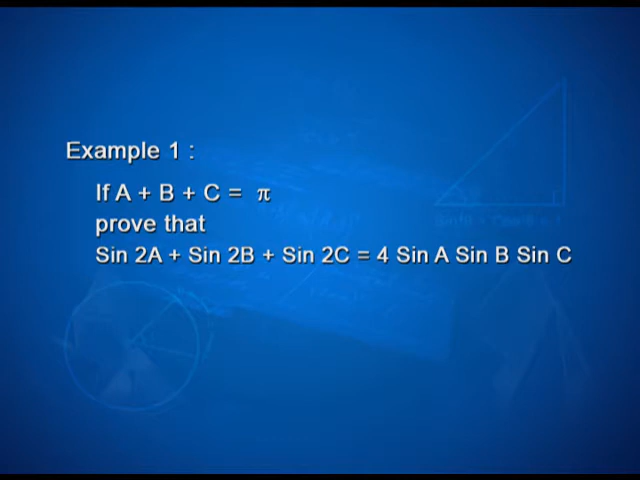 Example 1 :
If A + B + C = π
prove that
Sin 2A + Sin 2B + Sin 2C = 4 Sin A Sin B Sin C